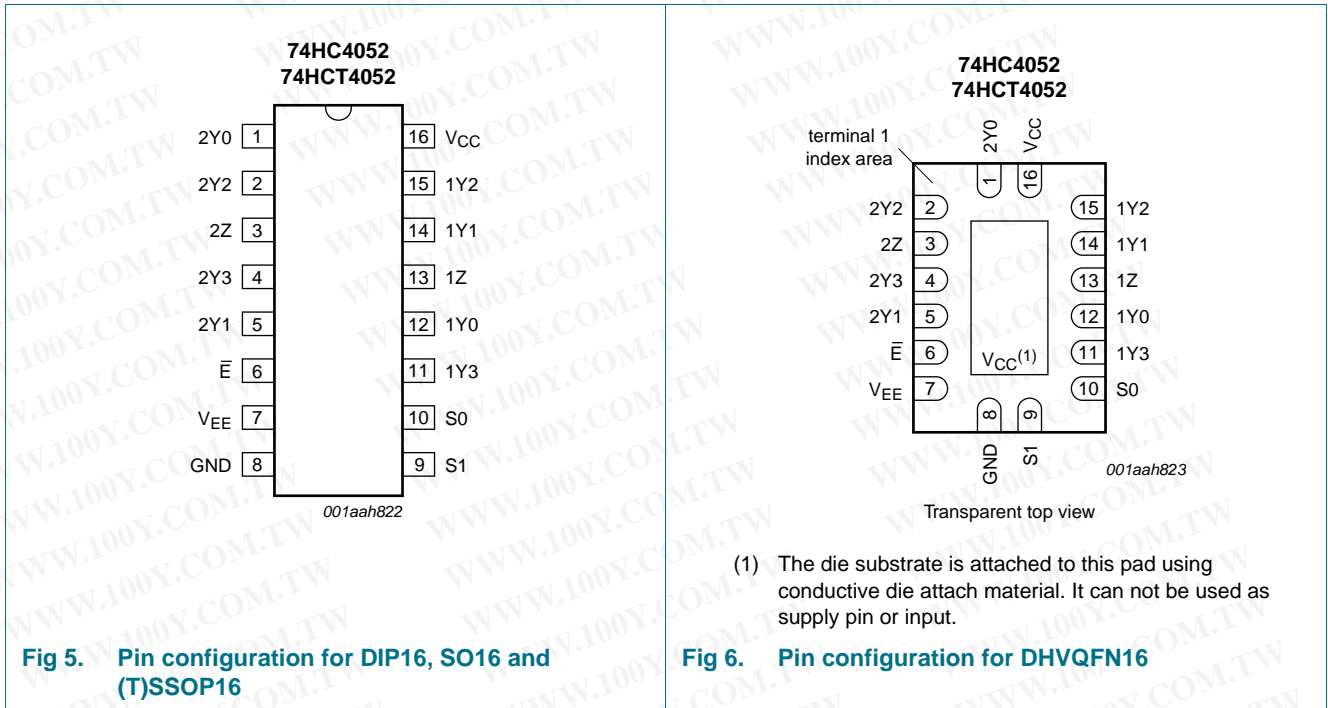 74HC4052
74HCT4052
2Y0 1
16 VCC
2Y2 2
15 1Y2
2Z 3
14 1Y1
2Y3 4
13 1Z
2Y1 5
12 1Y0
E̅ 6
11 1Y3
VEE 7
10 S0
GND 8
9 S1
001aah822
Fig 5. Pin configuration for DIP16, SO16 and
(T)SSOP16
74HC4052
74HCT4052
terminal 1
index area
2Y0
VCC
1
16
2Y2 2
15 1Y2
2Z 3
14 1Y1
2Y3 4
13 1Z
2Y1 5
12 1Y0
E̅ 6
11 1Y3
VCC(1)
VEE 7
10 S0
8
9
GND
S1
001aah823
Transparent top view
(1) The die substrate is attached to this pad using
conductive die attach material. It can not be used as
supply pin or input.
Fig 6. Pin configuration for DHVQFN16
WWW.100Y.COM.TW